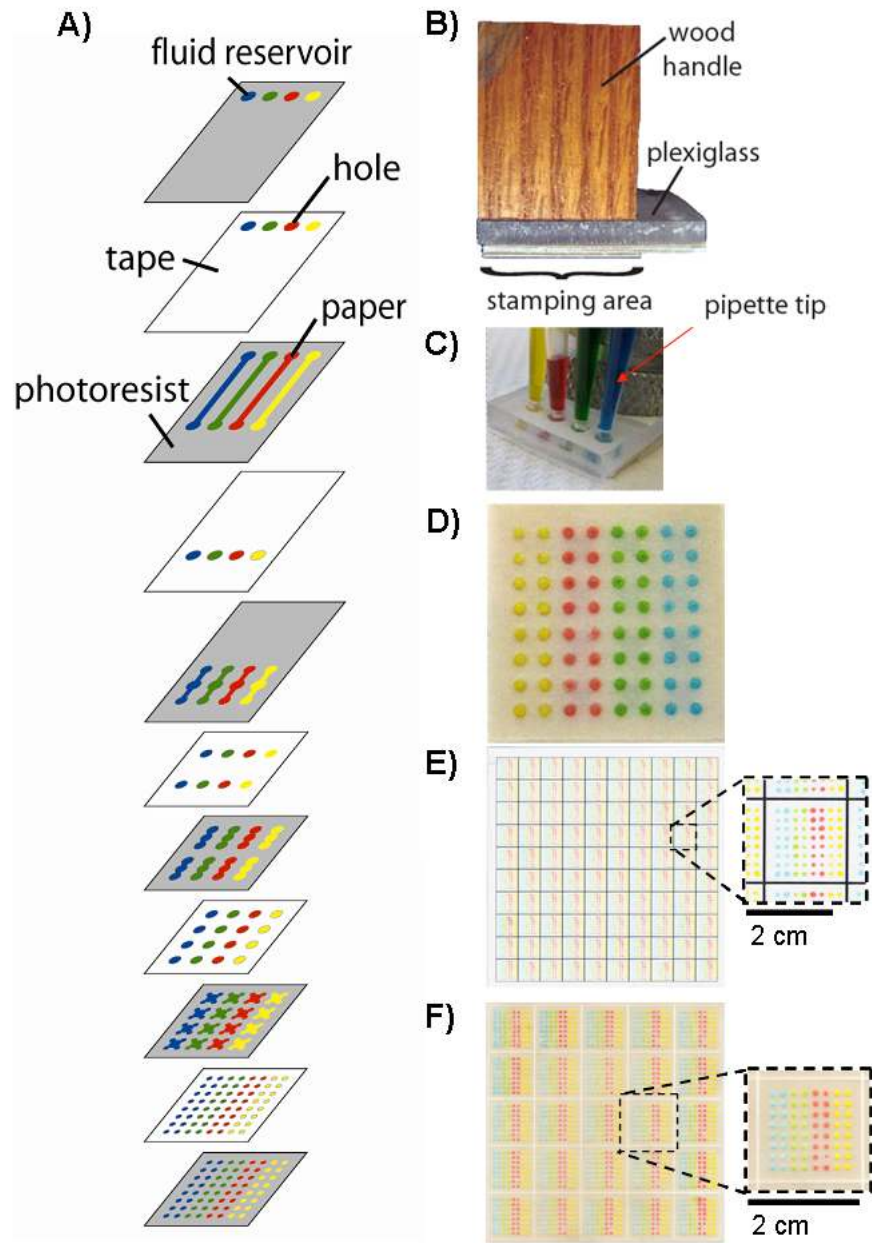 A)
fluid reservoir
hole
tape
paper
photoresist
B)
wood
handle
plexiglass
stamping area
pipette tip
C)
D)
E)
2 cm
F)
2 cm